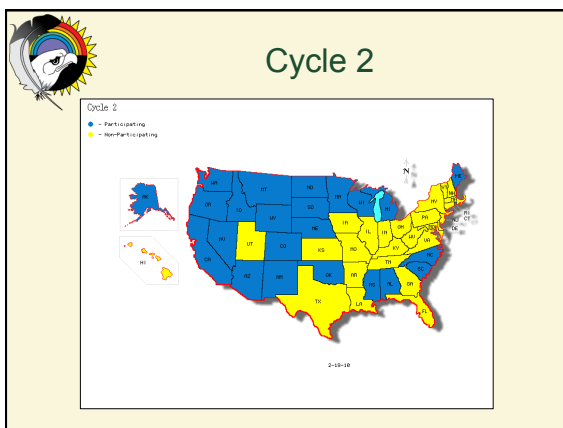 Cycle 2
Cycle 2
- Participating
- Non-Participating
N
AK
HI
WA
MT
ND
MN
WI
MI
ME
OR
ID
WY
SD
NE
IA
IL
IN
OH
PA
NY
VT
NH
RI
CT
NJ
DE
NV
UT
CO
KS
MO
KY
WV
VA
CA
AZ
NM
OK
AR
TN
NC
SC
TX
LA
MS
AL
GA
FL
2-18-10